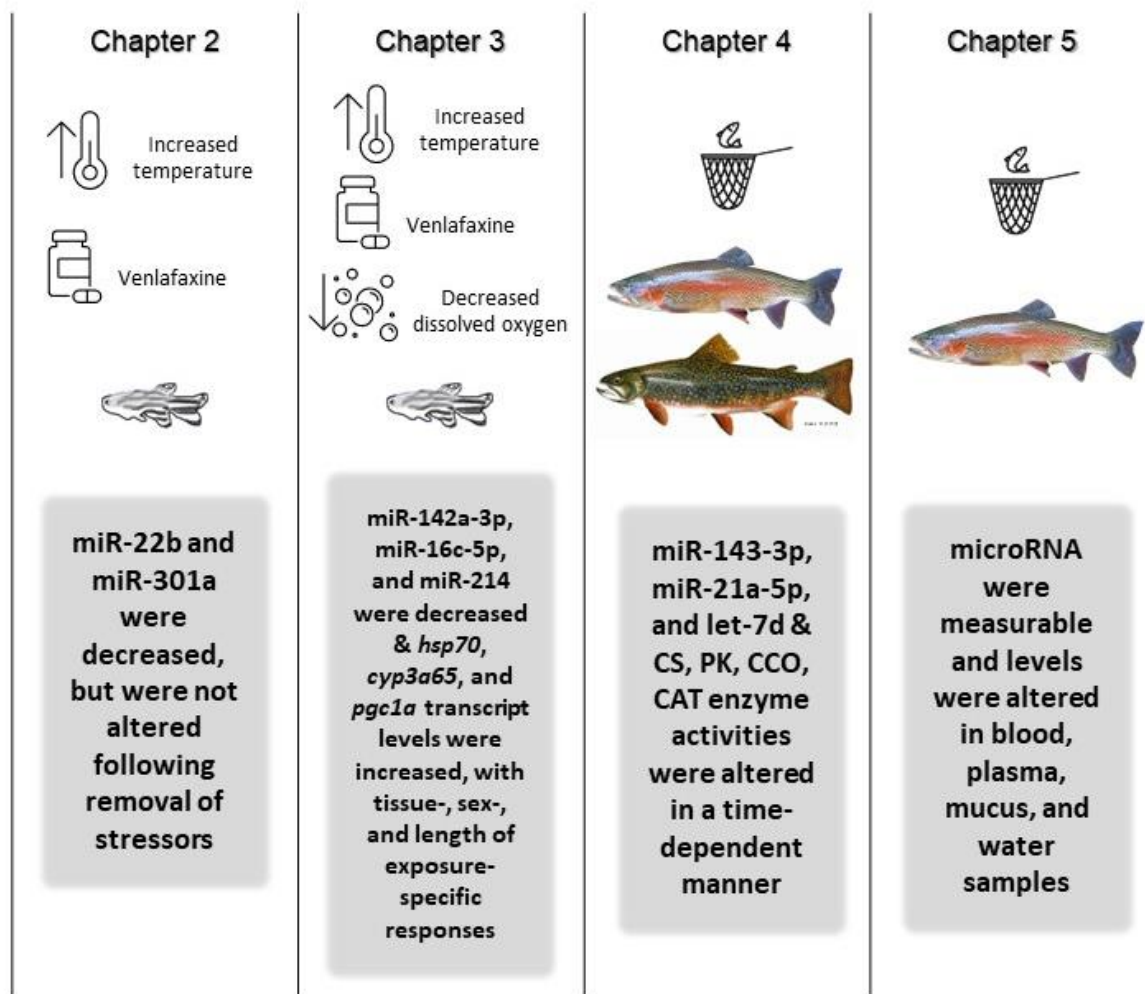 Chapter 2
Increased
temperature
Venlafaxine
miR-22b and
miR-301a
were
decreased,
but were not
altered
following
removal of
stressors
Chapter 3
Increased
temperature
Venlafaxine
Decreased
dissolved oxygen
miR-142a-3p,
miR-16c-5p,
and miR-214
were decreased
& hsp70,
cyp3a65, and
pgc1a transcript
levels were
increased, with
tissue-, sex-,
and length of
exposure-
specific
responses
Chapter 4
miR-143-3p,
miR-21a-5p,
and let-7d &
CS, PK, CCO,
CAT enzyme
activities
were altered
in a time-
dependent
manner
Chapter 5
microRNA
were
measurable
and levels
were altered
in blood,
plasma,
mucus, and
water
samples